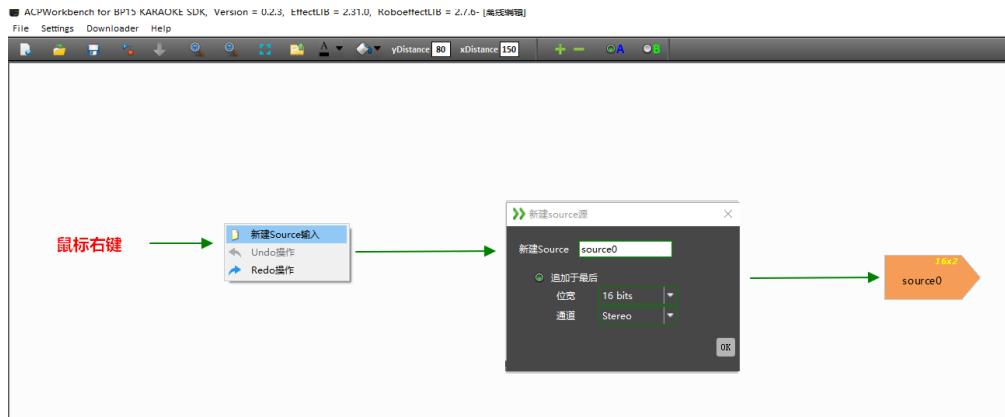 ACPWorkbench for BP15 KARAOKE SDK, Version = 0.2.3, EffectLIB = 2.31.0, RoboeffectLIB = 2.7.6- [离线编辑]
File Settings Downloader Help
yDistance 80 xDistance 150 A B
鼠标右键
新建Source输入
Undo操作
Redo操作
新建source源
新建Source source0
追加于最后
位宽 16 bits
通道 Stereo
OK
16x2
source0